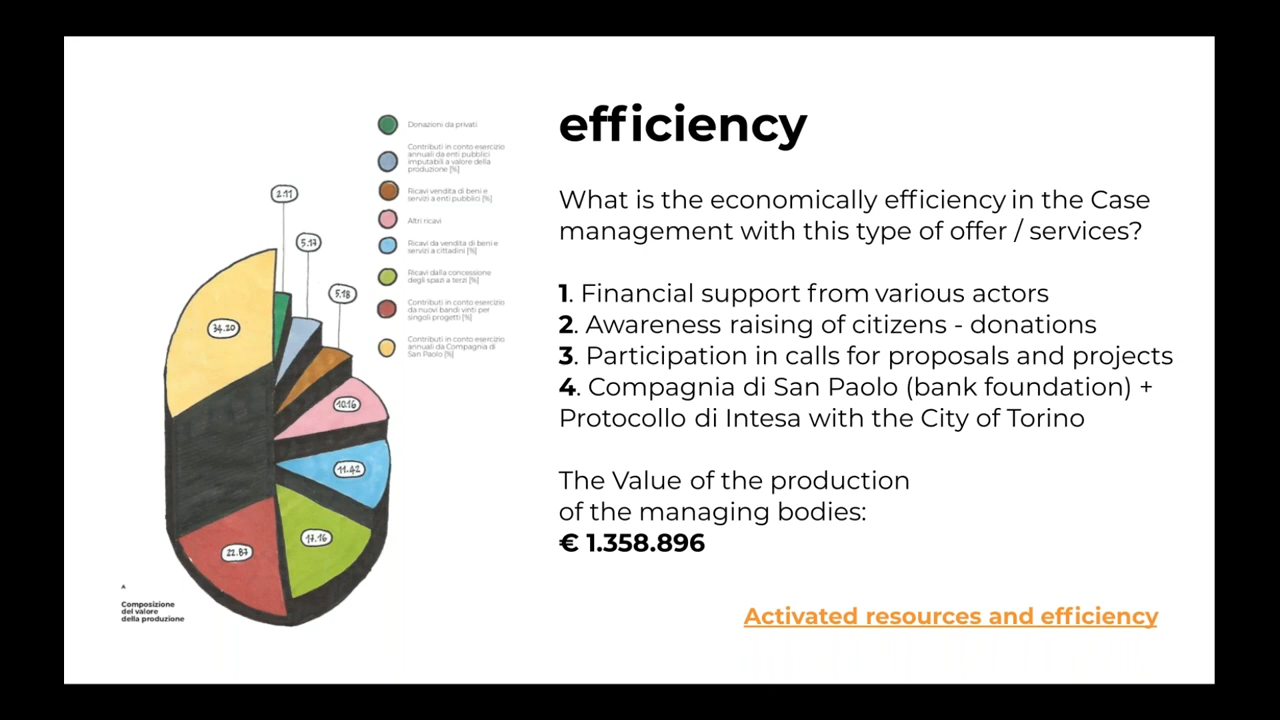 Donazioni da privati
Contributi in conto esercizio
annuali da enti pubblici
imputabili a valore della
produzione [%]
Ricavi vendita di beni e
servizi a enti pubblici [%]
Altri ricavi
Ricavi da vendita di beni e
servizi a cittadini [%]
Ricavi dalla concessione
degli spazi a terzi [%]
Contributi in conto esercizio
da nuovi bandi vinti per
singoli progetti [%]
Contributi in conto esercizio
annuali da Compagnia di
San Paolo [%]
2.11
5.17
5.18
34.20
10.16
11.42
17.16
22.87
A
Composizione
del valore
della produzione
efficiency
What is the economically efficiency in the Case
management with this type of offer / services?
1. Financial support from various actors
2. Awareness raising of citizens - donations
3. Participation in calls for proposals and projects
4. Compagnia di San Paolo (bank foundation) +
Protocollo di Intesa with the City of Torino
The Value of the production
of the managing bodies:
€ 1.358.896
Activated resources and efficiency